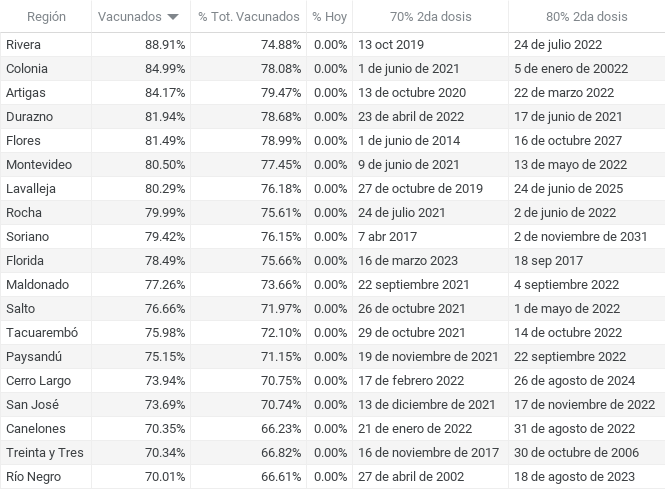 Región Vacunados % Tot. Vacunados % Hoy 70% 2da dosis 80% 2da dosis
Rivera 88.91% 74.88% 0.00% 13 oct 2019 24 de julio 2022
Colonia 84.99% 78.08% 0.00% 1 de junio de 2021 5 de enero de 20022
Artigas 84.17% 79.47% 0.00% 13 de octubre 2020 22 de marzo 2022
Durazno 81.94% 78.68% 0.00% 23 de abril de 2022 17 de junio de 2021
Flores 81.49% 78.99% 0.00% 1 de junio de 2014 16 de octubre 2027
Montevideo 80.50% 77.45% 0.00% 9 de junio de 2021 13 de mayo de 2022
Lavalleja 80.29% 76.18% 0.00% 27 de octubre de 2019 24 de junio de 2025
Rocha 79.99% 75.61% 0.00% 24 de julio 2021 2 de junio de 2022
Soriano 79.42% 76.15% 0.00% 7 abr 2017 2 de noviembre de 2031
Florida 78.49% 75.66% 0.00% 16 de marzo 2023 18 sep 2017
Maldonado 77.26% 73.66% 0.00% 22 septiembre 2021 4 septiembre 2022
Salto 76.66% 71.97% 0.00% 26 de octubre 2021 1 de mayo de 2022
Tacuarembó 75.98% 72.10% 0.00% 29 de octubre 2021 14 de octubre 2022
Paysandú 75.15% 71.15% 0.00% 19 de noviembre de 2021 22 septiembre 2022
Cerro Largo 73.94% 70.75% 0.00% 17 de febrero 2022 26 de agosto de 2024
San José 73.69% 70.74% 0.00% 13 de diciembre de 2021 17 de noviembre de 2022
Canelones 70.35% 66.23% 0.00% 21 de enero de 2022 31 de agosto de 2022
Treinta y Tres 70.34% 66.82% 0.00% 16 de noviembre de 2017 30 de octubre de 2006
Río Negro 70.01% 66.61% 0.00% 27 de abril de 2002 18 de agosto de 2023